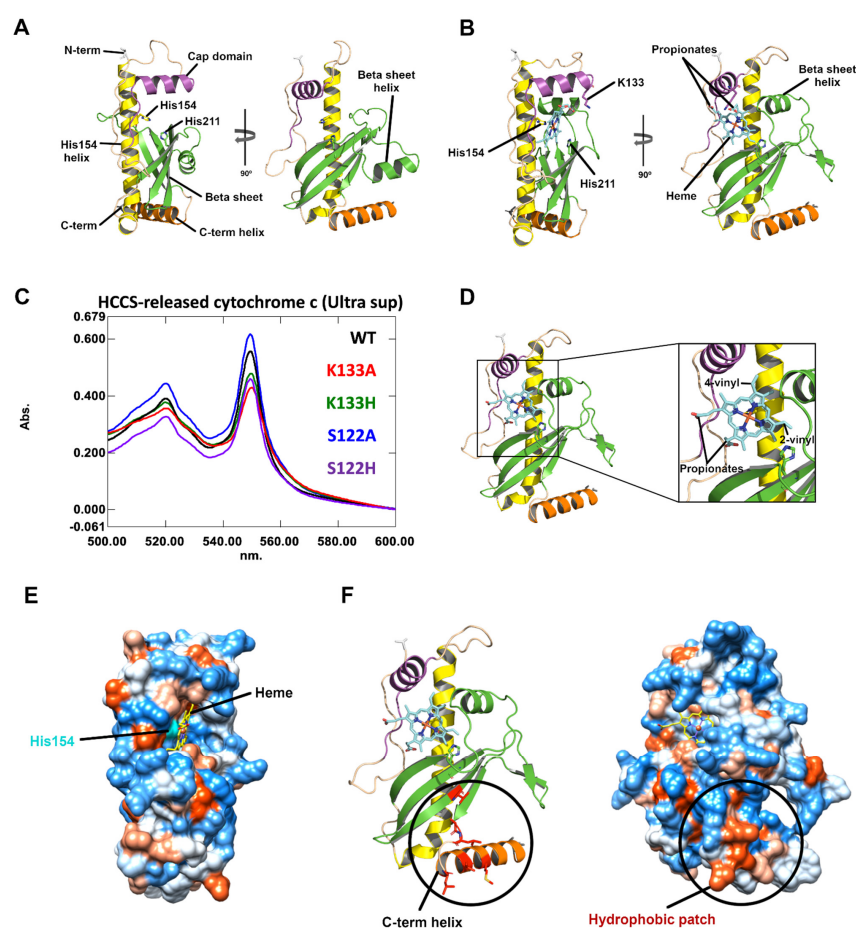 A
N-term
Cap domain
His154
His211
His154
helix
Beta sheet
C-term
C-term helix
90°
Beta sheet
helix
B
K133
His154
His211
90°
Propionates
Beta sheet
helix
Heme
C
HCCS-released cytochrome c (Ultra sup)
0.679
0.600
0.400
0.200
0.000
-0.061
Abs.
WT
K133A
K133H
S122A
S122H
500.00 520.00 540.00 560.00 580.00 600.00
nm.
D
4-vinyl
2-vinyl
Propionates
E
Heme
His154
F
C-term helix
Hydrophobic patch